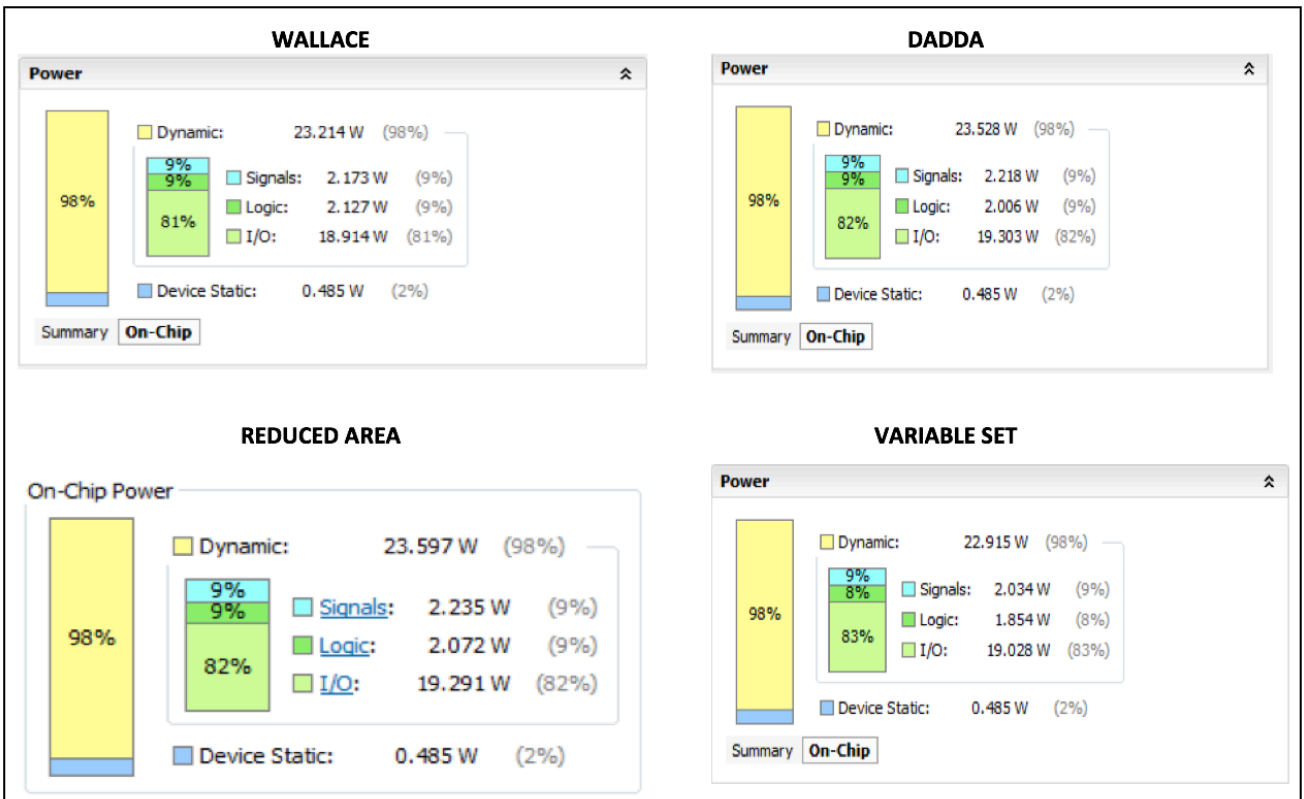 WALLACE
Power
98%
Dynamic: 23.214 W (98%)
9%
9%
81%
Signals: 2.173 W (9%)
Logic: 2.127 W (9%)
I/O: 18.914 W (81%)
Device Static: 0.485 W (2%)
Summary On-Chip
DADDA
Power
98%
Dynamic: 23.528 W (98%)
9%
9%
82%
Signals: 2.218 W (9%)
Logic: 2.006 W (9%)
I/O: 19.303 W (82%)
Device Static: 0.485 W (2%)
Summary On-Chip
REDUCED AREA
On-Chip Power
98%
Dynamic: 23.597 W (98%)
9%
9%
82%
Signals: 2.235 W (9%)
Logic: 2.072 W (9%)
I/O: 19.291 W (82%)
Device Static: 0.485 W (2%)
VARIABLE SET
Power
98%
Dynamic: 22.915 W (98%)
9%
8%
83%
Signals: 2.034 W (9%)
Logic: 1.854 W (8%)
I/O: 19.028 W (83%)
Device Static: 0.485 W (2%)
Summary On-Chip